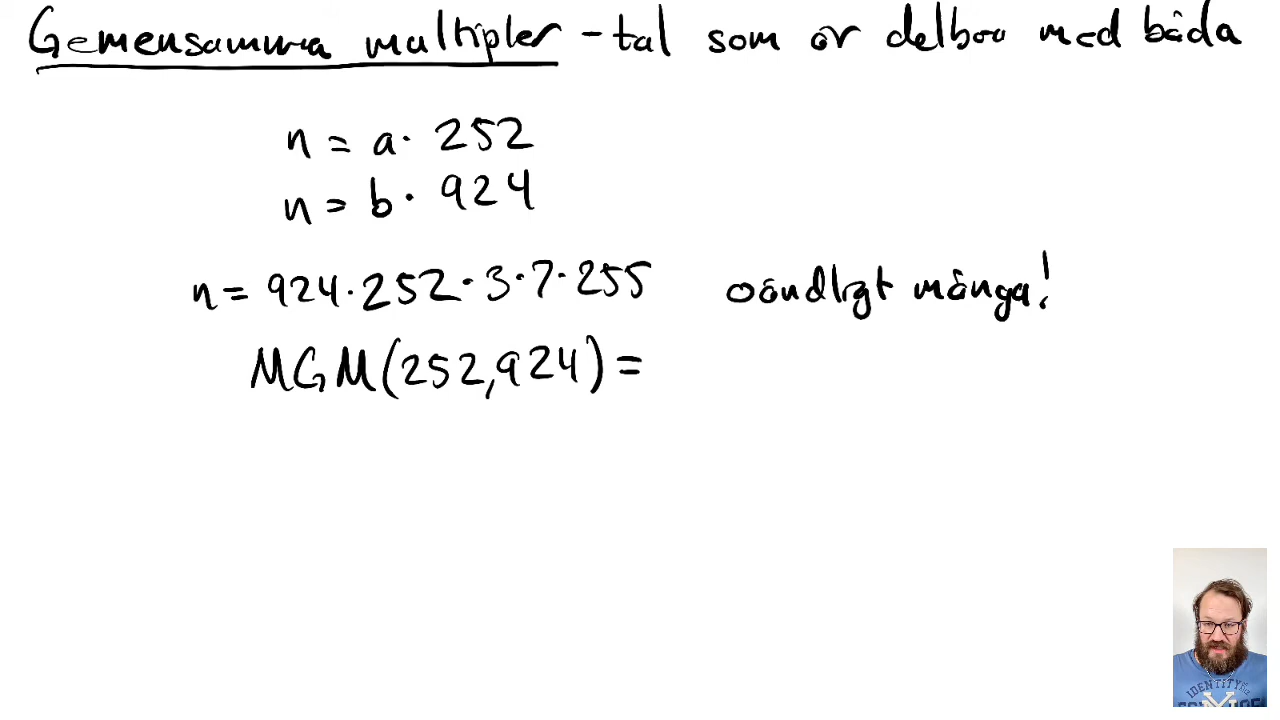 Gemensamma multipler - tal som är delbara med båda
n = a · 252
n = b · 924
n = 924 · 252 · 3 · 7 · 255 oändligt många!
MGM(252,924) =
IDENTITY